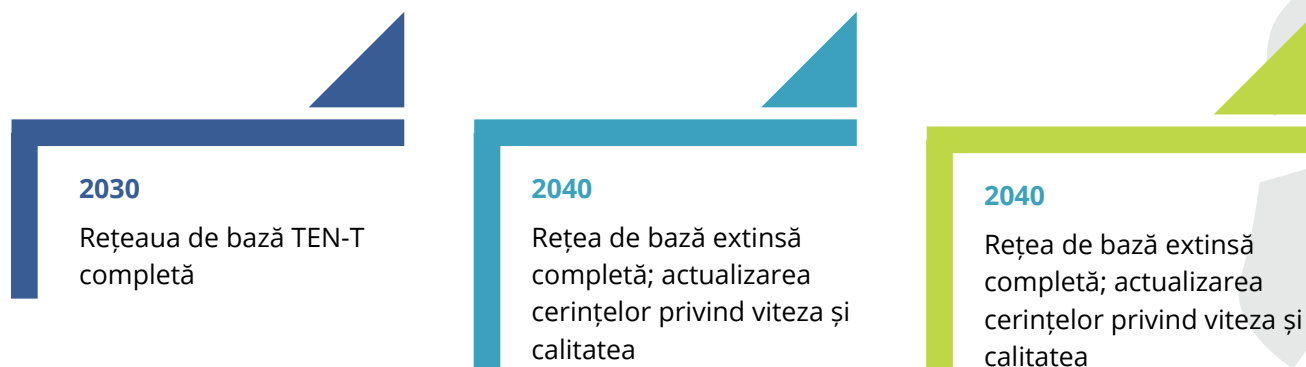 2030
Rețeaua de bază TEN-T
completă
2040
Rețea de bază extinsă
completă; actualizarea
cerințelor privind viteza și
calitatea
2040
Rețea de bază extinsă
completă; actualizarea
cerințelor privind viteza și
calitatea